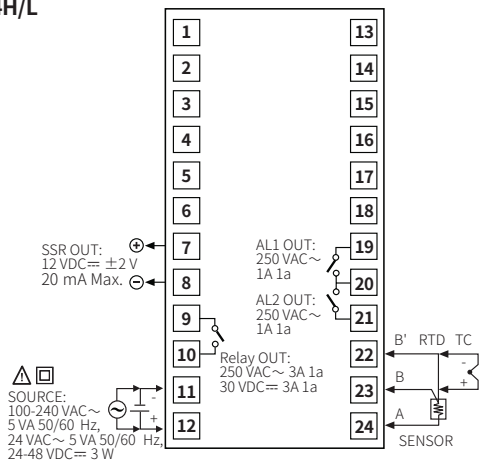 4H/L
1 13
2 14
3 15
4 16
5 17
6 18
7 19
8 20
9 21
10 22
11 23
12 24
SSR OUT:
12 VDC⎓ ±2 V
20 mA Max.
+
-
AL1 OUT:
250 VAC～
1A 1a
AL2 OUT:
250 VAC～
1A 1a
Relay OUT:
250 VAC～ 3A 1a
30 VDC⎓ 3A 1a
SOURCE:
100-240 VAC～
5 VA 50/60 Hz,
24 VAC～ 5 VA 50/60 Hz,
24-48 VDC⎓ 3 W
-
+
B' RTD TC
-
+
B
A
SENSOR